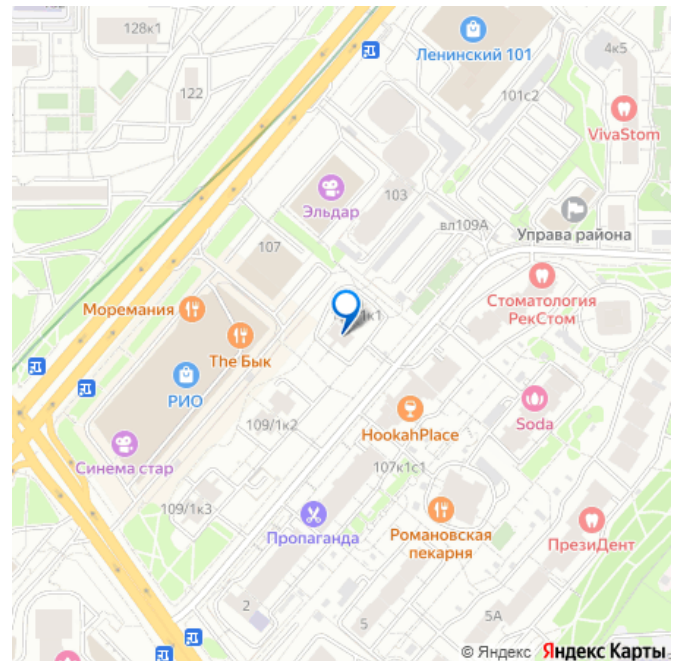 128к1
Ленинский 101
4к5
122
101с2
VivaStom
Эльдар
103
вл109А
Управа района
107
Стоматология
РекСтом
Моремания
The Бык
РИО
HookahPlace
Soda
109/1к2
Синема стар
107к1с1
109/1к3
Пропаганда
Романовская
пекарня
ПрезиДент
2
5
5А
© Яндекс Яндекс Карты